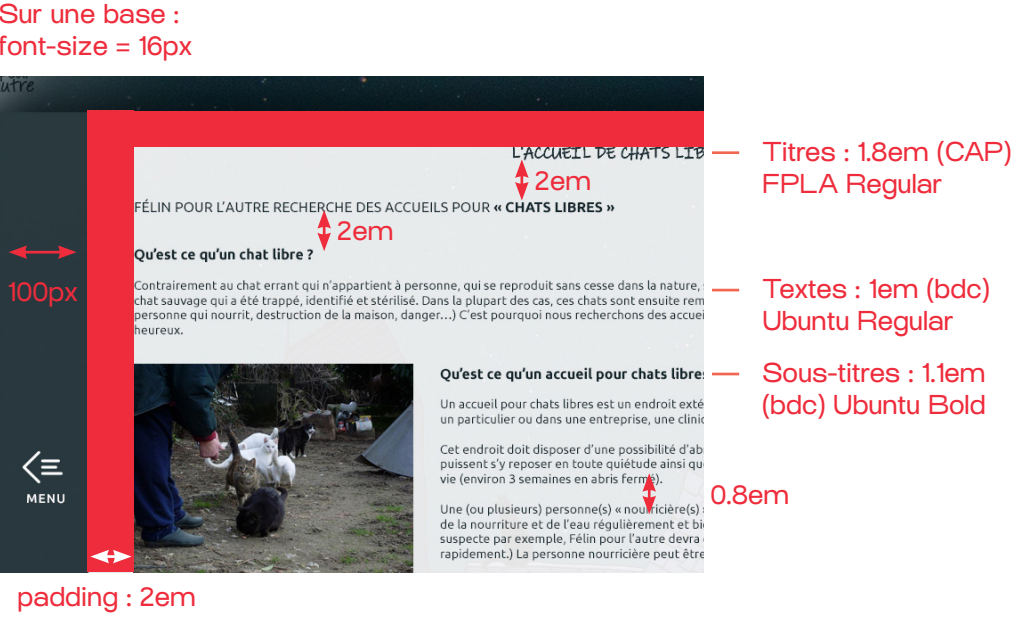 Sur une base :
font-size = 16px
utre
L'ACCUEIL DE CHATS LIB
Titres : 1.8em (CAP)
FPLA Regular
2em
FÉLIN POUR L'AUTRE RECHERCHE DES ACCUEILS POUR « CHATS LIBRES »
2em
Qu'est ce qu'un chat libre ?
100px
Contrairement au chat errant qui n'appartient à personne, qui se reproduit sans cesse dans la nature,
chat sauvage qui a été trappé, identifié et stérilisé. Dans la plupart des cas, ces chats sont ensuite rem
personne qui nourrit, destruction de la maison, danger…) C'est pourquoi nous recherchons des accuei
heureux.
Textes : 1em (bdc)
Ubuntu Regular
Qu'est ce qu'un accueil pour chats libres
Sous-titres : 1.1em
(bdc) Ubuntu Bold
Un accueil pour chats libres est un endroit exté
un particulier ou dans une entreprise, une clini
Cet endroit doit disposer d'une possibilité d'ab
puissent s'y reposer en toute quiétude ainsi que
vie (environ 3 semaines en abris fermé).
0.8em
Une (ou plusieurs) personne(s) « nourricière(s) »
de la nourriture et de l'eau régulièrement et bi
suspecte par exemple, Félin pour l'autre devra
rapidement.) La personne nourricière peut être
MENU
padding : 2em